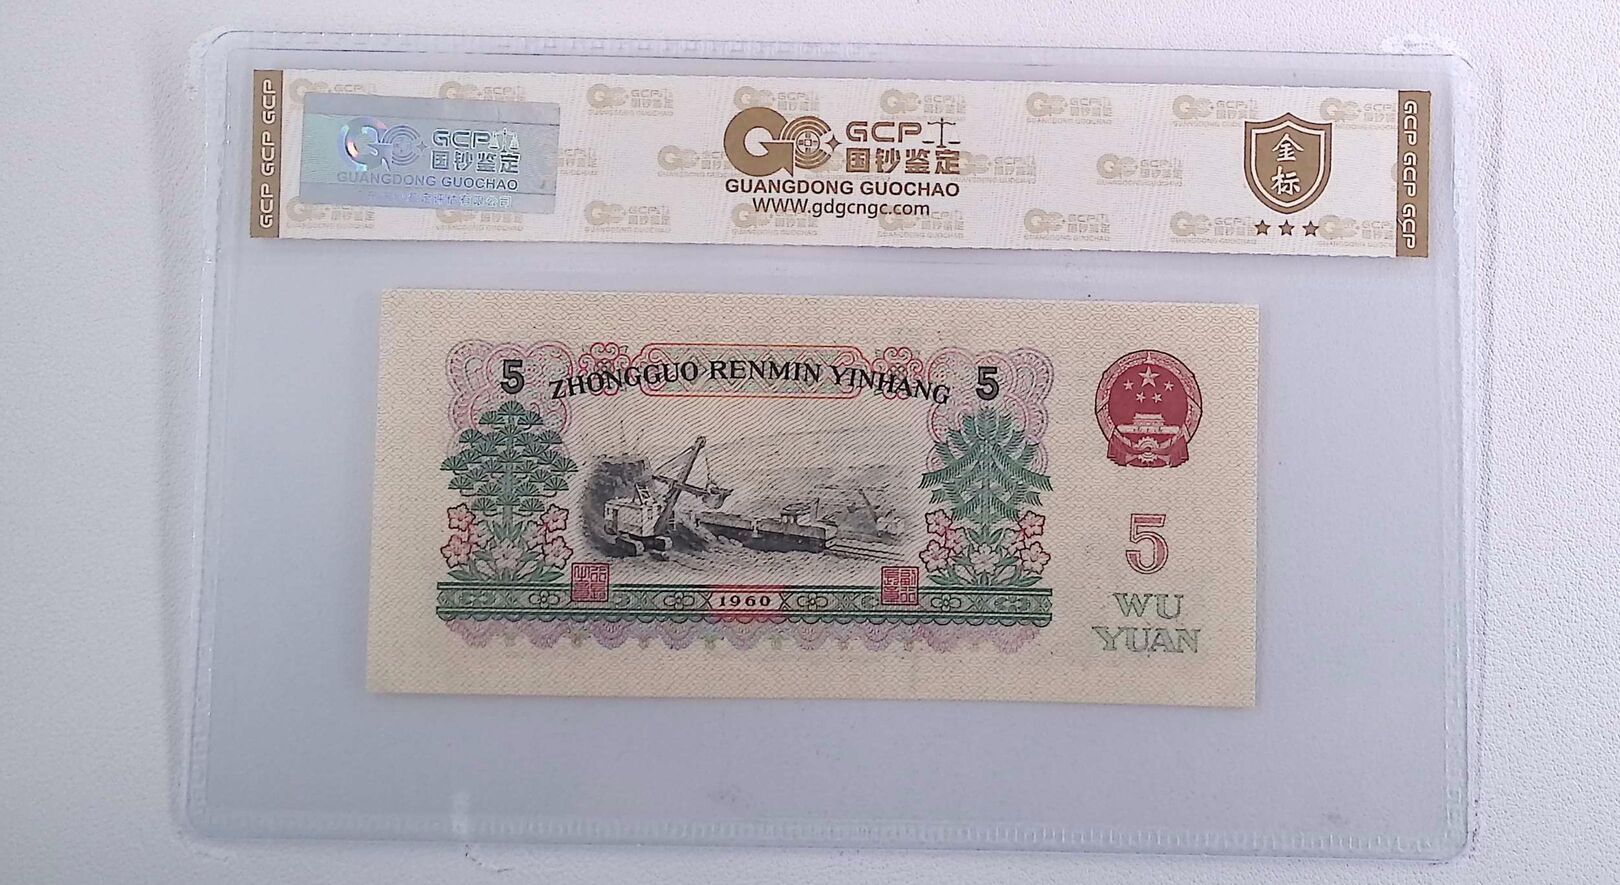 GCP GCP GCP
GCP
国钞鉴定
GUANGDONG GUOCHAO
GCP
国钞鉴定
GUANGDONG GUOCHAO
WWW.gdgcngc.com
金标
GCP GCP GCP
5 ZHONGGUO RENMIN YINHANG 5
1960
5
WU
YUAN